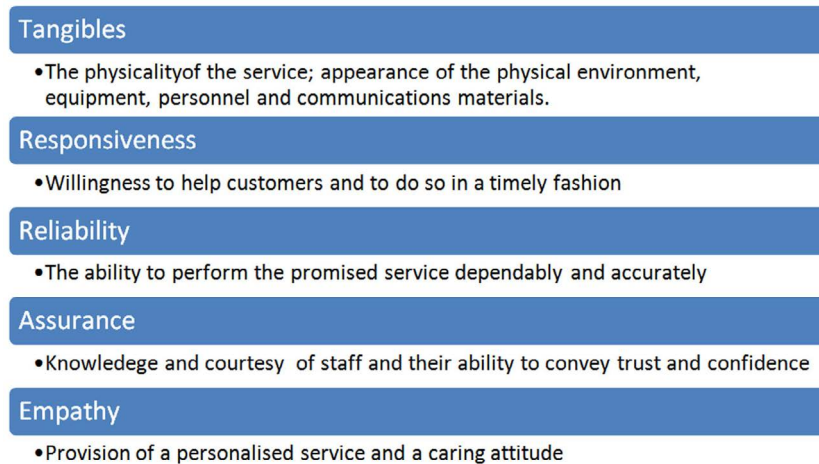 Tangibles
•The physicalityof the service; appearance of the physical environment,
equipment, personnel and communications materials.
Responsiveness
•Willingness to help customers and to do so in a timely fashion
Reliability
•The ability to perform the promised service dependably and accurately
Assurance
•Knowledege and courtesy of staff and their ability to convey trust and confidence
Empathy
•Provision of a personalised service and a caring attitude